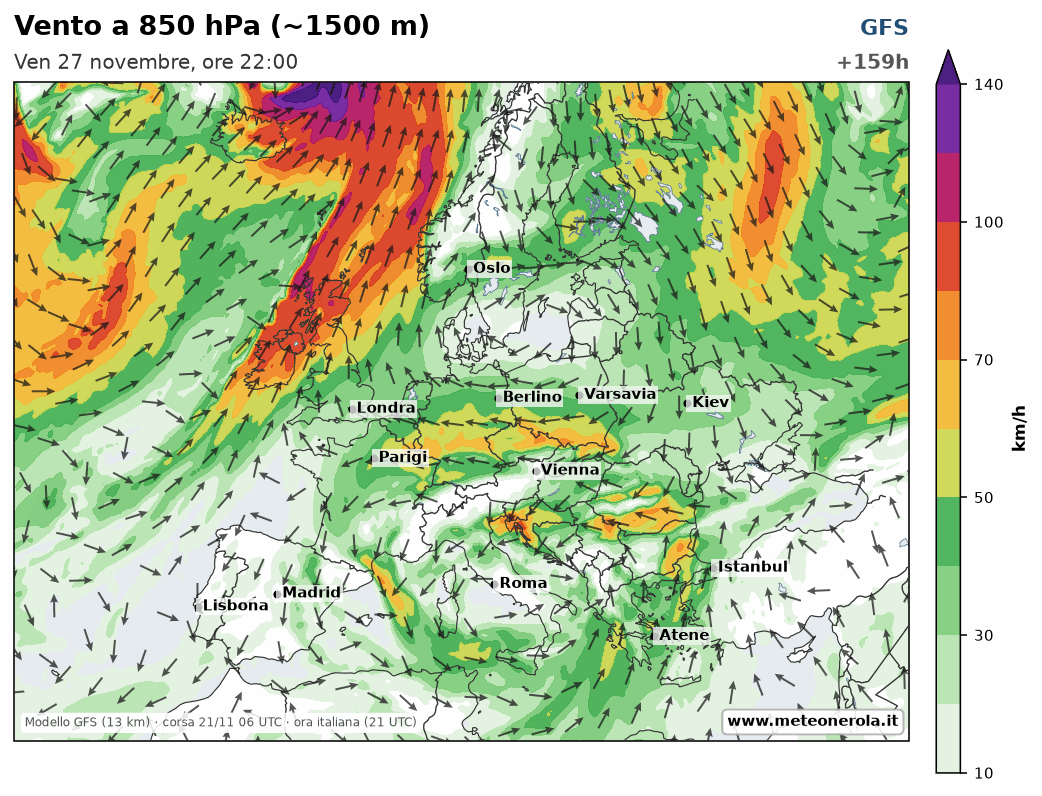 Vento a 850 hPa (~1500 m)
GFS
Ven 27 novembre, ore 22:00
+159h
140
100
70
50
30
10
km/h
Oslo
Londra
Berlino
Varsavia
Kiev
Parigi
Vienna
Istanbul
Roma
Madrid
Lisbona
Atene
Modello GFS (13 km) · corsa 21/11 06 UTC · ora italiana (21 UTC)
www.meteonerola.it